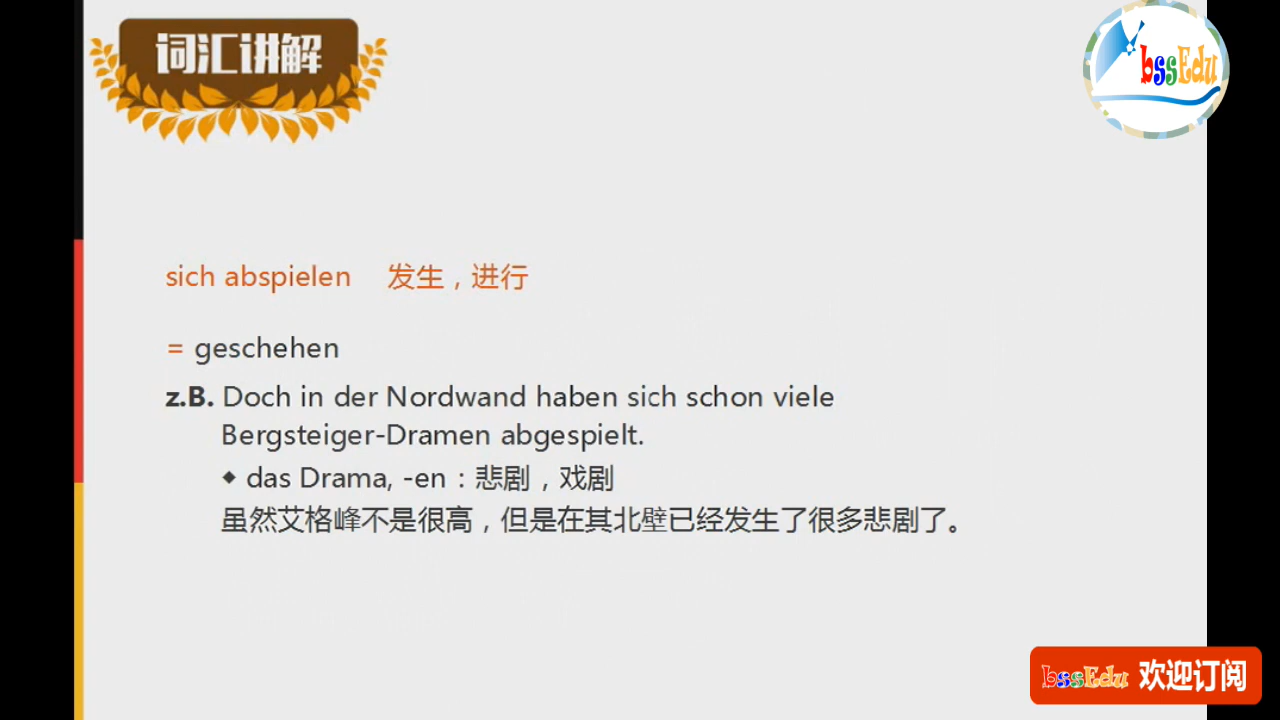 词汇讲解
bssEdu
sich abspielen 发生，进行
= geschehen
z.B. Doch in der Nordwand haben sich schon viele
Bergsteiger-Dramen abgespielt.
◆ das Drama, -en：悲剧，戏剧
虽然艾格峰不是很高，但是在其北壁已经发生了很多悲剧了。
bssEdu 欢迎订阅